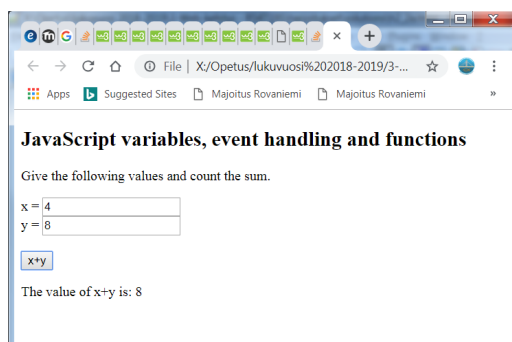 File | X:/Opetus/lukuvuosi%202018-2019/3-...
Apps Suggested Sites Majoitus Rovaniemi Majoitus Rovaniemi »
JavaScript variables, event handling and functions
Give the following values and count the sum.
x = 4
y = 8
x+y
The value of x+y is: 8